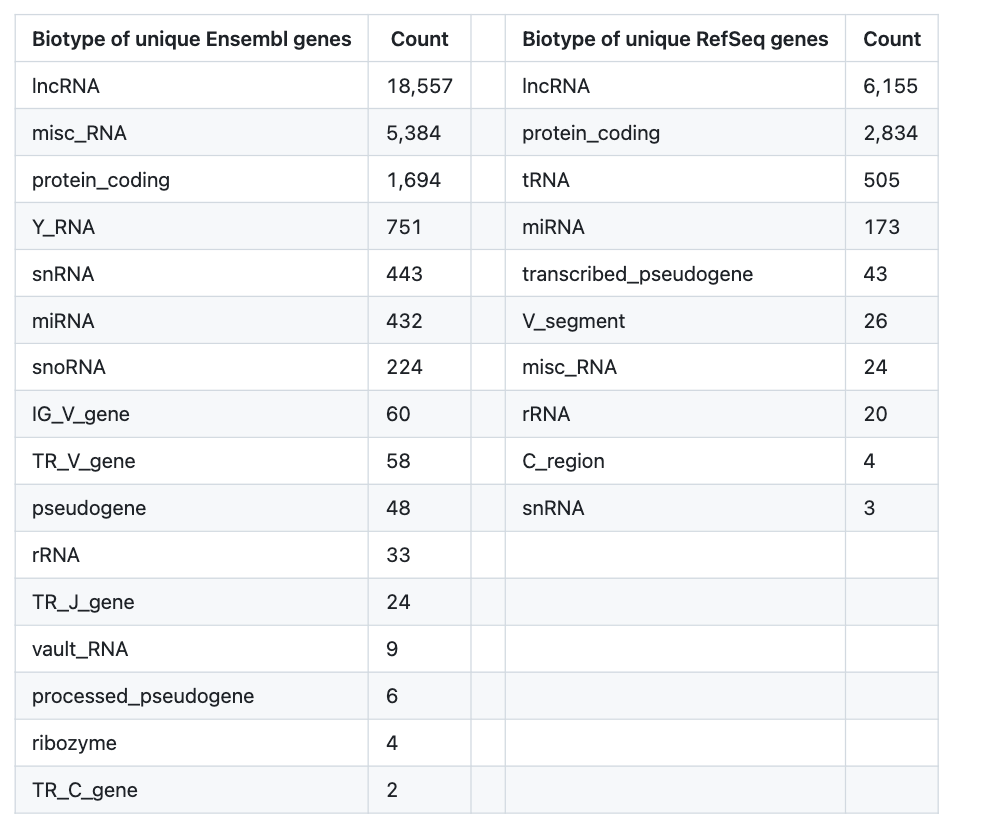 Biotype of unique Ensembl genes Count Biotype of unique RefSeq genes Count
lncRNA 18,557 lncRNA 6,155
misc_RNA 5,384 protein_coding 2,834
protein_coding 1,694 tRNA 505
Y_RNA 751 miRNA 173
snRNA 443 transcribed_pseudogene 43
miRNA 432 V_segment 26
snoRNA 224 misc_RNA 24
IG_V_gene 60 rRNA 20
TR_V_gene 58 C_region 4
pseudogene 48 snRNA 3
rRNA 33
TR_J_gene 24
vault_RNA 9
processed_pseudogene 6
ribozyme 4
TR_C_gene 2